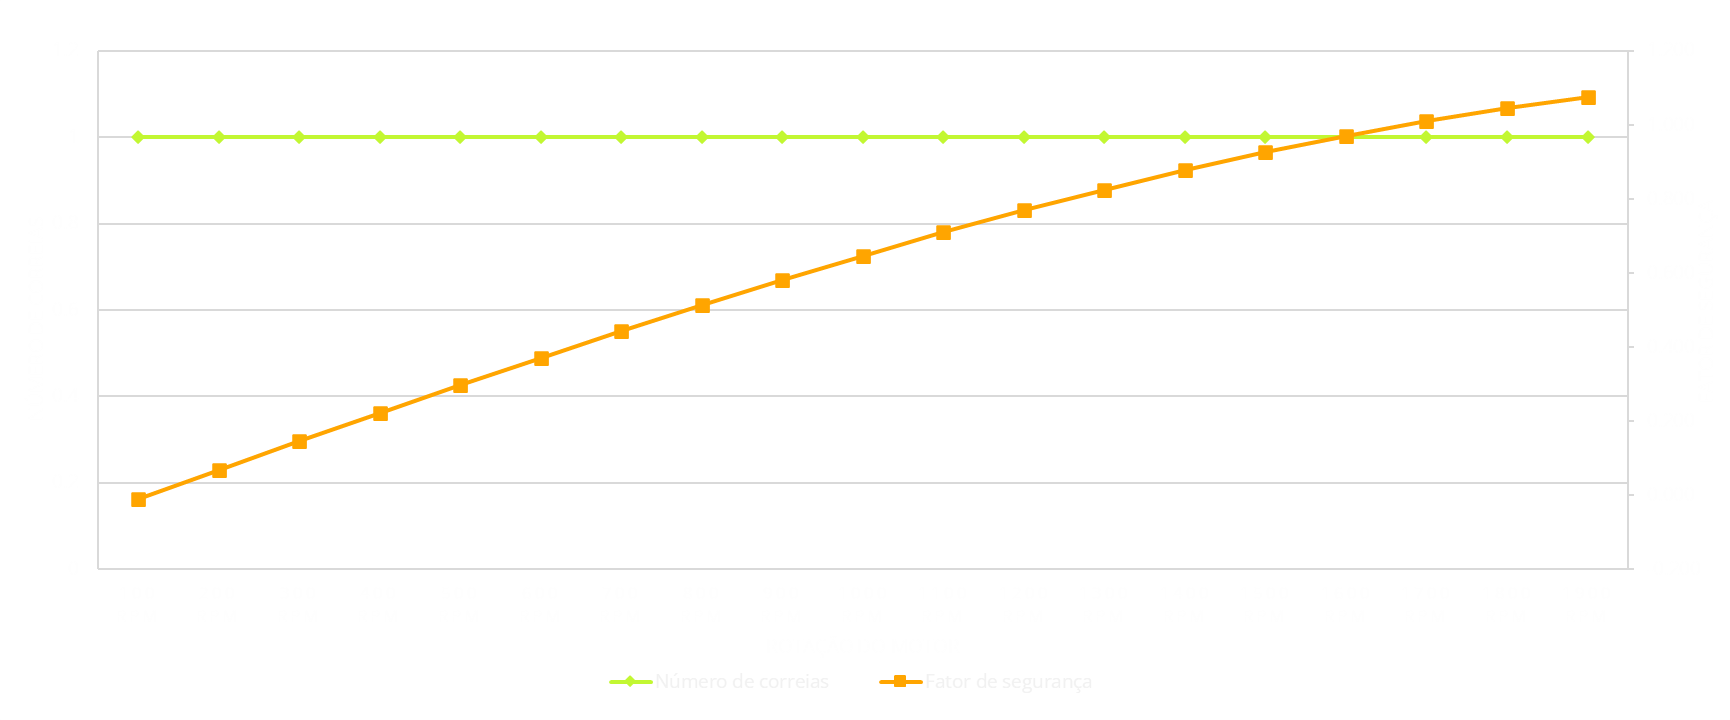 Número de correias
Fator de segurança